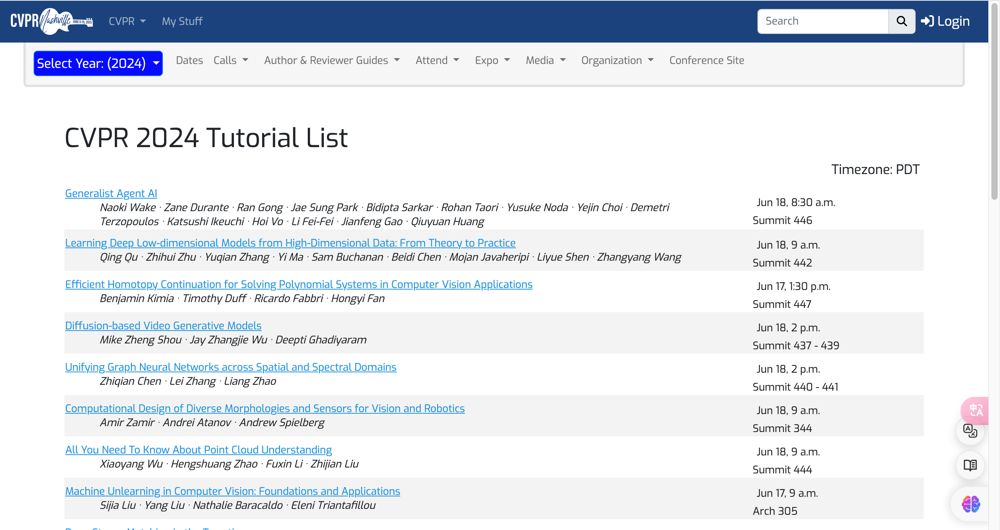 CVPR Nashville JUNE 11-15, 2025 CVPR My Stuff Search Login
Select Year: (2024) Dates Calls Author & Reviewer Guides Attend Expo Media Organization Conference Site
CVPR 2024 Tutorial List
Timezone: PDT
Generalist Agent AI
Naoki Wake · Zane Durante · Ran Gong · Jae Sung Park · Bidipta Sarkar · Rohan Taori · Yusuke Noda · Yejin Choi · Demetri
Terzopoulos · Katsushi Ikeuchi · Hoi Vo · Li Fei-Fei · Jianfeng Gao · Qiuyuan Huang
Jun 18, 8:30 a.m.
Summit 446
Learning Deep Low-dimensional Models from High-Dimensional Data: From Theory to Practice
Qing Qu · Zhihui Zhu · Yuqian Zhang · Yi Ma · Sam Buchanan · Beidi Chen · Mojan Javaheripi · Liyue Shen · Zhangyang Wang
Jun 18, 9 a.m.
Summit 442
Efficient Homotopy Continuation for Solving Polynomial Systems in Computer Vision Applications
Benjamin Kimia · Timothy Duff · Ricardo Fabbri · Hongyi Fan
Jun 17, 1:30 p.m.
Summit 447
Diffusion-based Video Generative Models
Mike Zheng Shou · Jay Zhangjie Wu · Deepti Ghadiyaram
Jun 18, 2 p.m.
Summit 437 - 439
Unifying Graph Neural Networks across Spatial and Spectral Domains
Zhiqian Chen · Lei Zhang · Liang Zhao
Jun 18, 2 p.m.
Summit 440 - 441
Computational Design of Diverse Morphologies and Sensors for Vision and Robotics
Amir Zamir · Andrei Atanov · Andrew Spielberg
Jun 18, 9 a.m.
Summit 344
All You Need To Know About Point Cloud Understanding
Xiaoyang Wu · Hengshuang Zhao · Fuxin Li · Zhijian Liu
Jun 18, 9 a.m.
Summit 444
Machine Unlearning in Computer Vision: Foundations and Applications
Sijia Liu · Yang Liu · Nathalie Baracaldo · Eleni Triantafillou
Jun 17, 9 a.m.
Arch 305